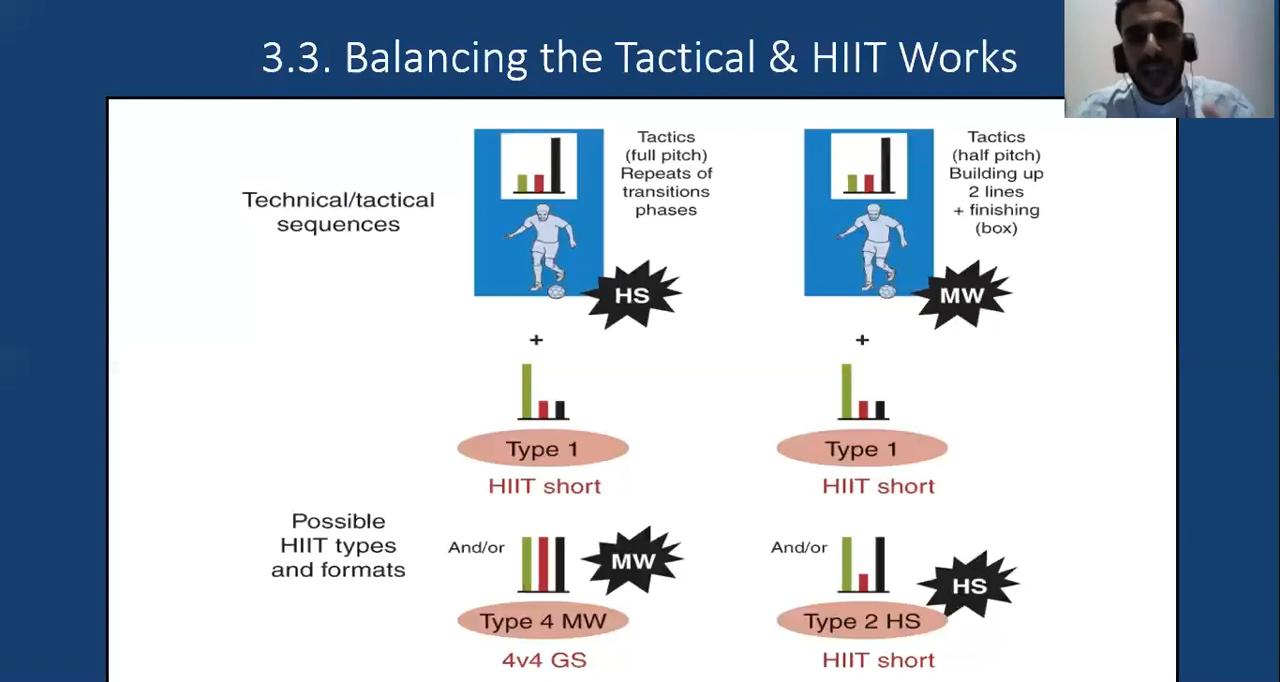 3.3. Balancing the Tactical & HIIT Works
Technical/tactical
sequences
Tactics
(full pitch)
Repeats of
transitions
phases
HS
Tactics
(half pitch)
Building up
2 lines
+ finishing
(box)
MW
+
+
Type 1
HIIT short
Type 1
HIIT short
Possible
HIIT types
and formats
And/or
MW
Type 4 MW
4v4 GS
And/or
HS
Type 2 HS
HIIT short